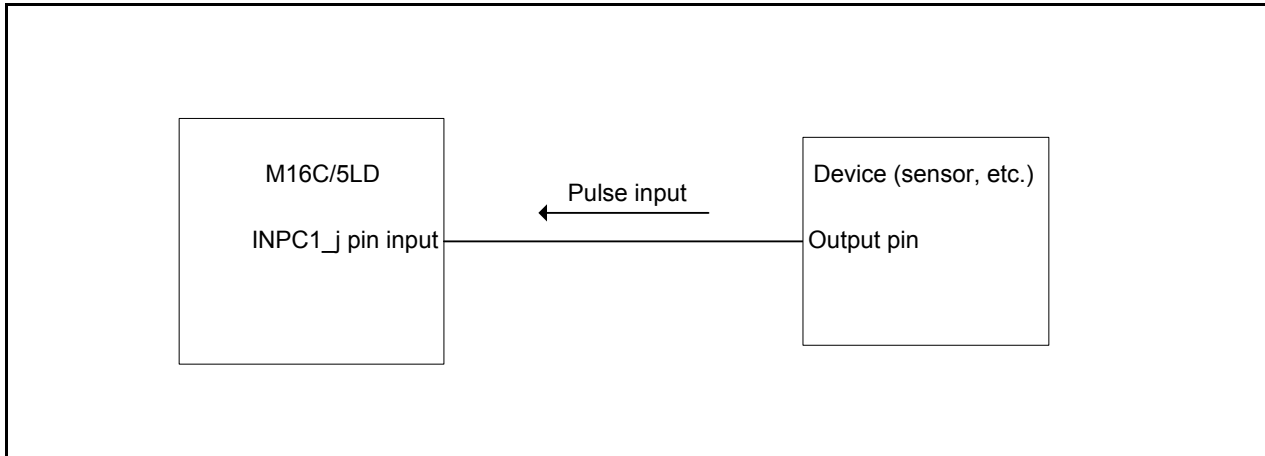 M16C/5LD
Device (sensor, etc.)
Pulse input
INPC1_j pin input
Output pin